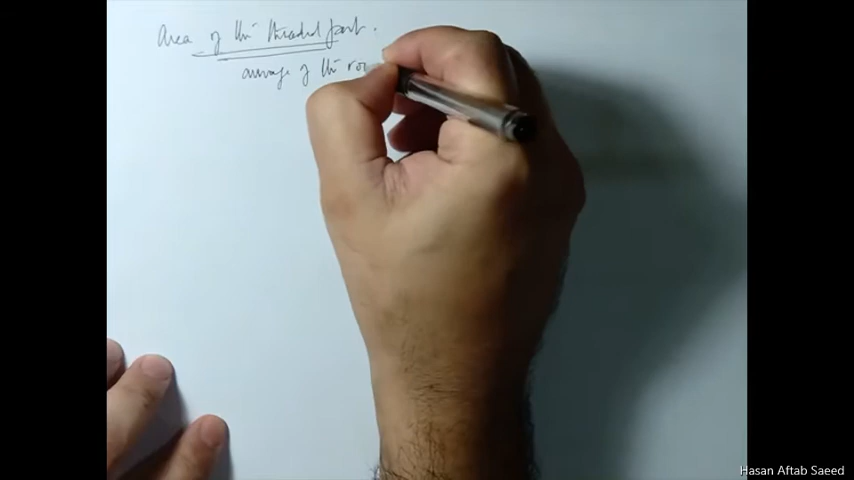 Area of the threaded part.
average of the roo
Hasan Aftab Saeed